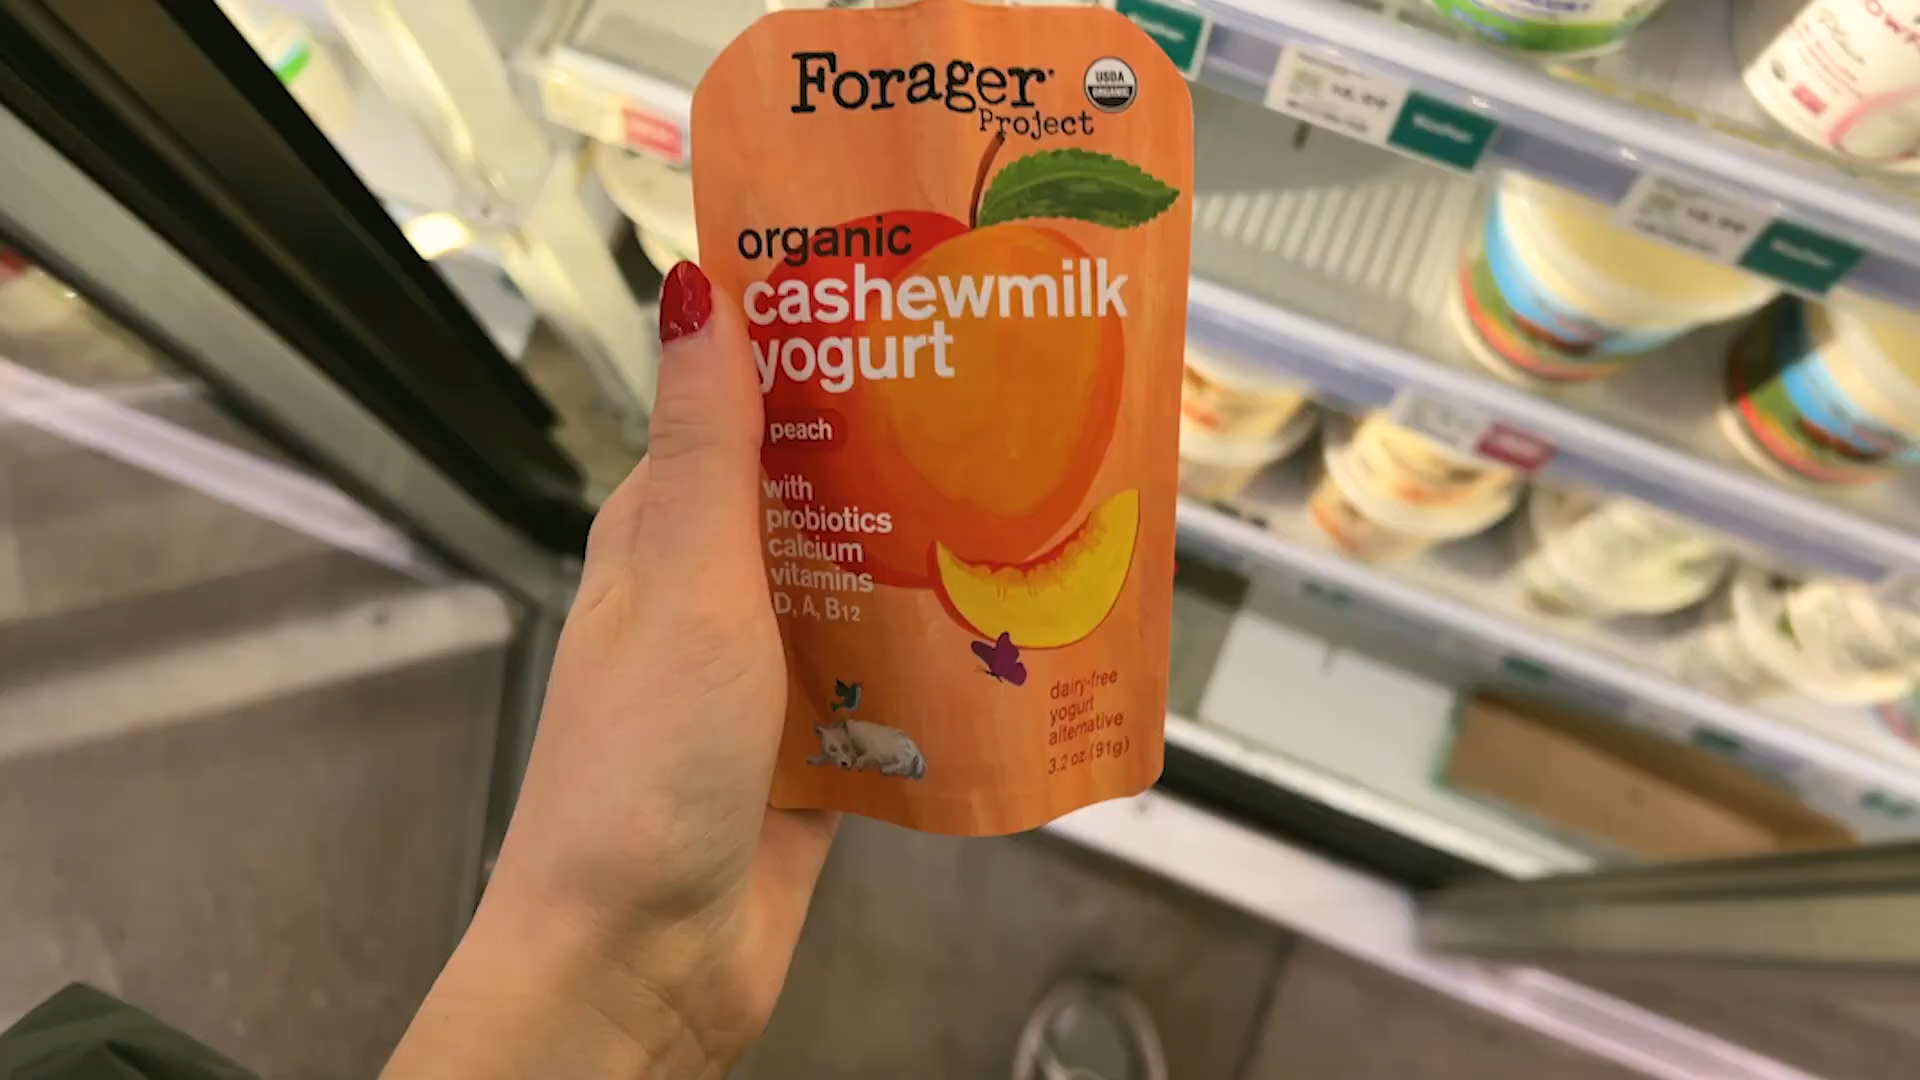 Forager
Project
USDA
ORGANIC
organic
cashewmilk
yogurt
peach
with
probiotics
calcium
vitamins
D, A, B12
dairy-free
yogurt
alternative
3.2 oz (91g)